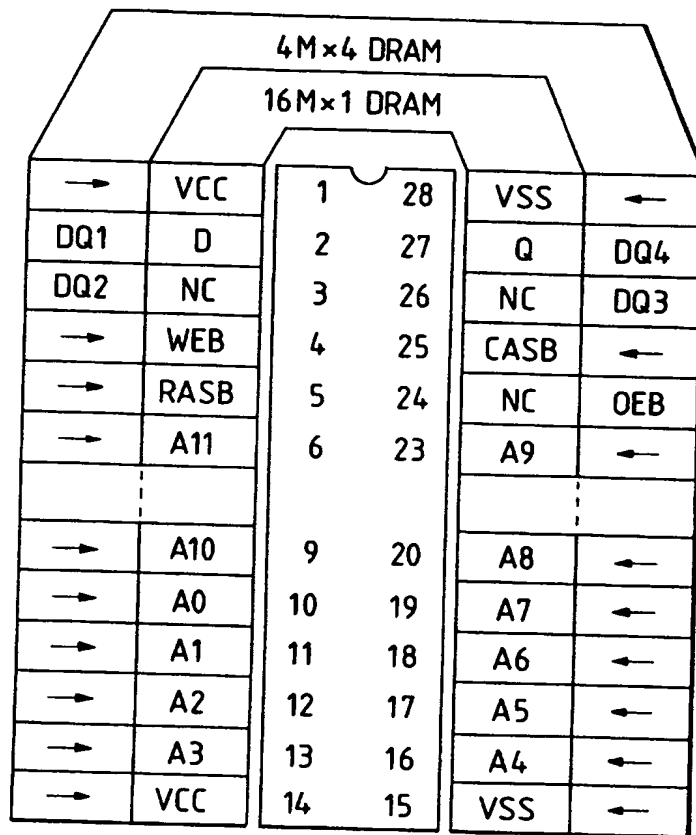 4M×4 DRAM
16M×1 DRAM
→ VCC 1 28 VSS ←
DQ1 D 2 27 Q DQ4
DQ2 NC 3 26 NC DQ3
→ WEB 4 25 CASB ←
→ RASB 5 24 NC OEB
→ A11 6 23 A9 ←
→ A10 9 20 A8 ←
→ A0 10 19 A7 ←
→ A1 11 18 A6 ←
→ A2 12 17 A5 ←
→ A3 13 16 A4 ←
→ VCC 14 15 VSS ←